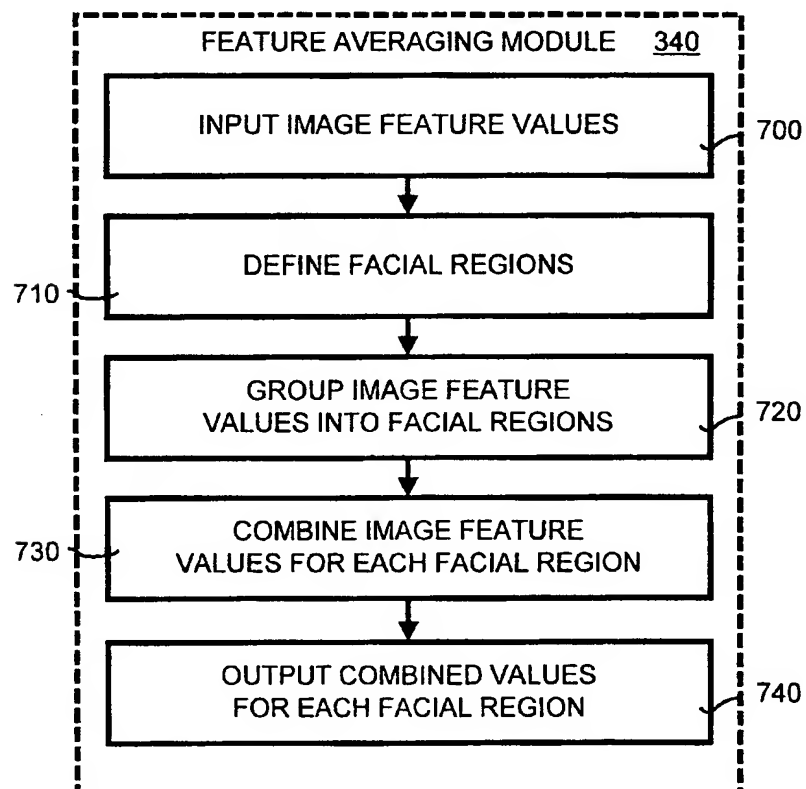 FEATURE AVERAGING MODULE 340
INPUT IMAGE FEATURE VALUES
700
DEFINE FACIAL REGIONS
710
GROUP IMAGE FEATURE
VALUES INTO FACIAL REGIONS
720
COMBINE IMAGE FEATURE
VALUES FOR EACH FACIAL REGION
730
OUTPUT COMBINED VALUES
FOR EACH FACIAL REGION
740